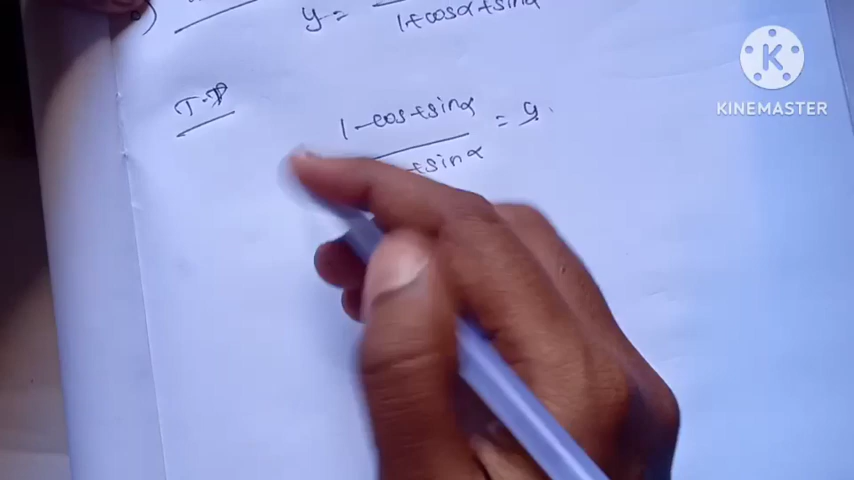 y =
1+cosα+sinα
T.P
1-cos+sinα = y
+sinα
KINEMASTER